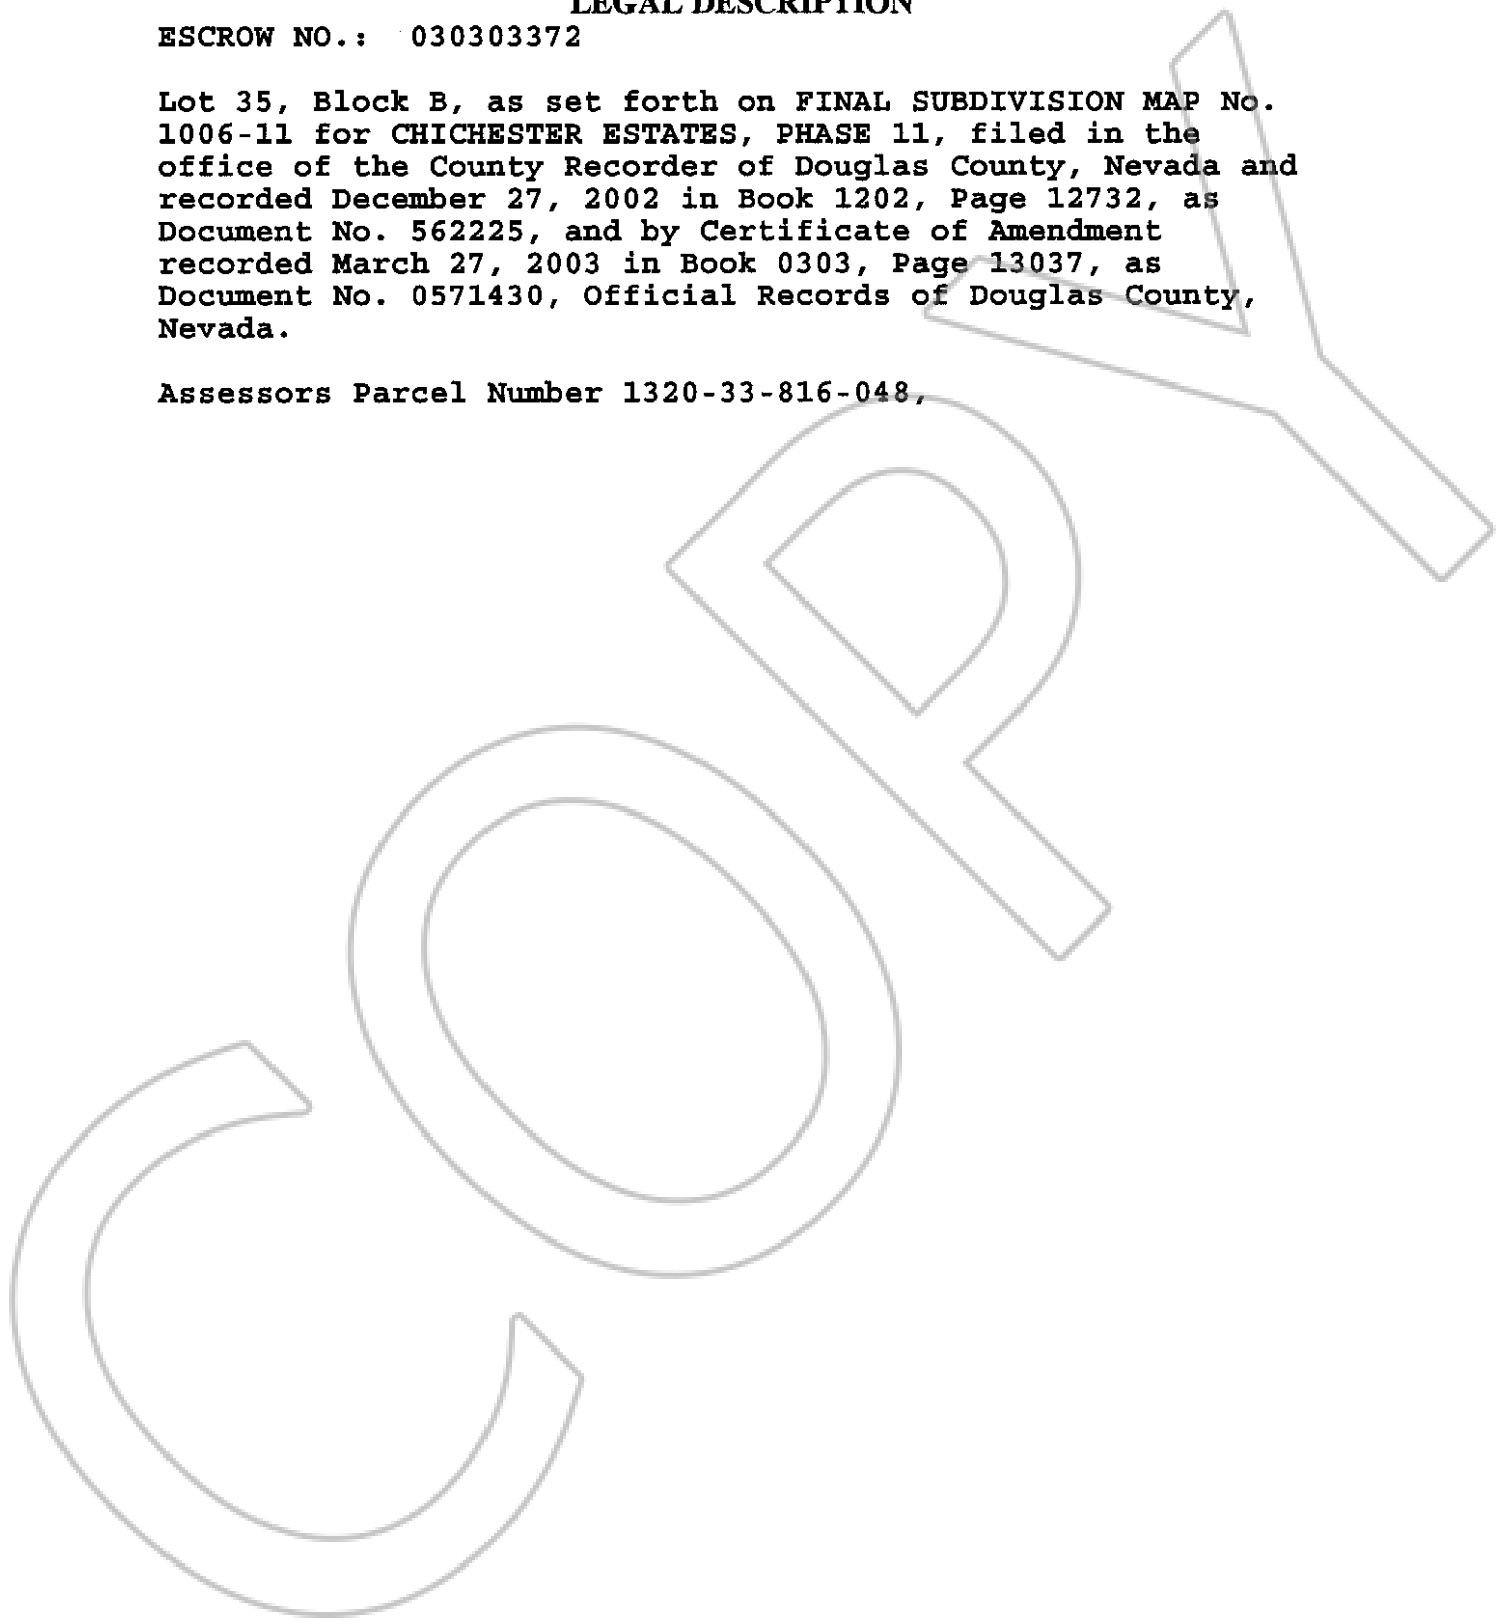 LEGAL DESCRIPTION
ESCROW NO.: 030303372
Lot 35, Block B, as set forth on FINAL SUBDIVISION MAP No.
1006-11 for CHICHESTER ESTATES, PHASE 11, filed in the
office of the County Recorder of Douglas County, Nevada and
recorded December 27, 2002 in Book 1202, Page 12732, as
Document No. 562225, and by Certificate of Amendment
recorded March 27, 2003 in Book 0303, Page 13037, as
Document No. 0571430, Official Records of Douglas County,
Nevada.
Assessors Parcel Number 1320-33-816-048,
COPY